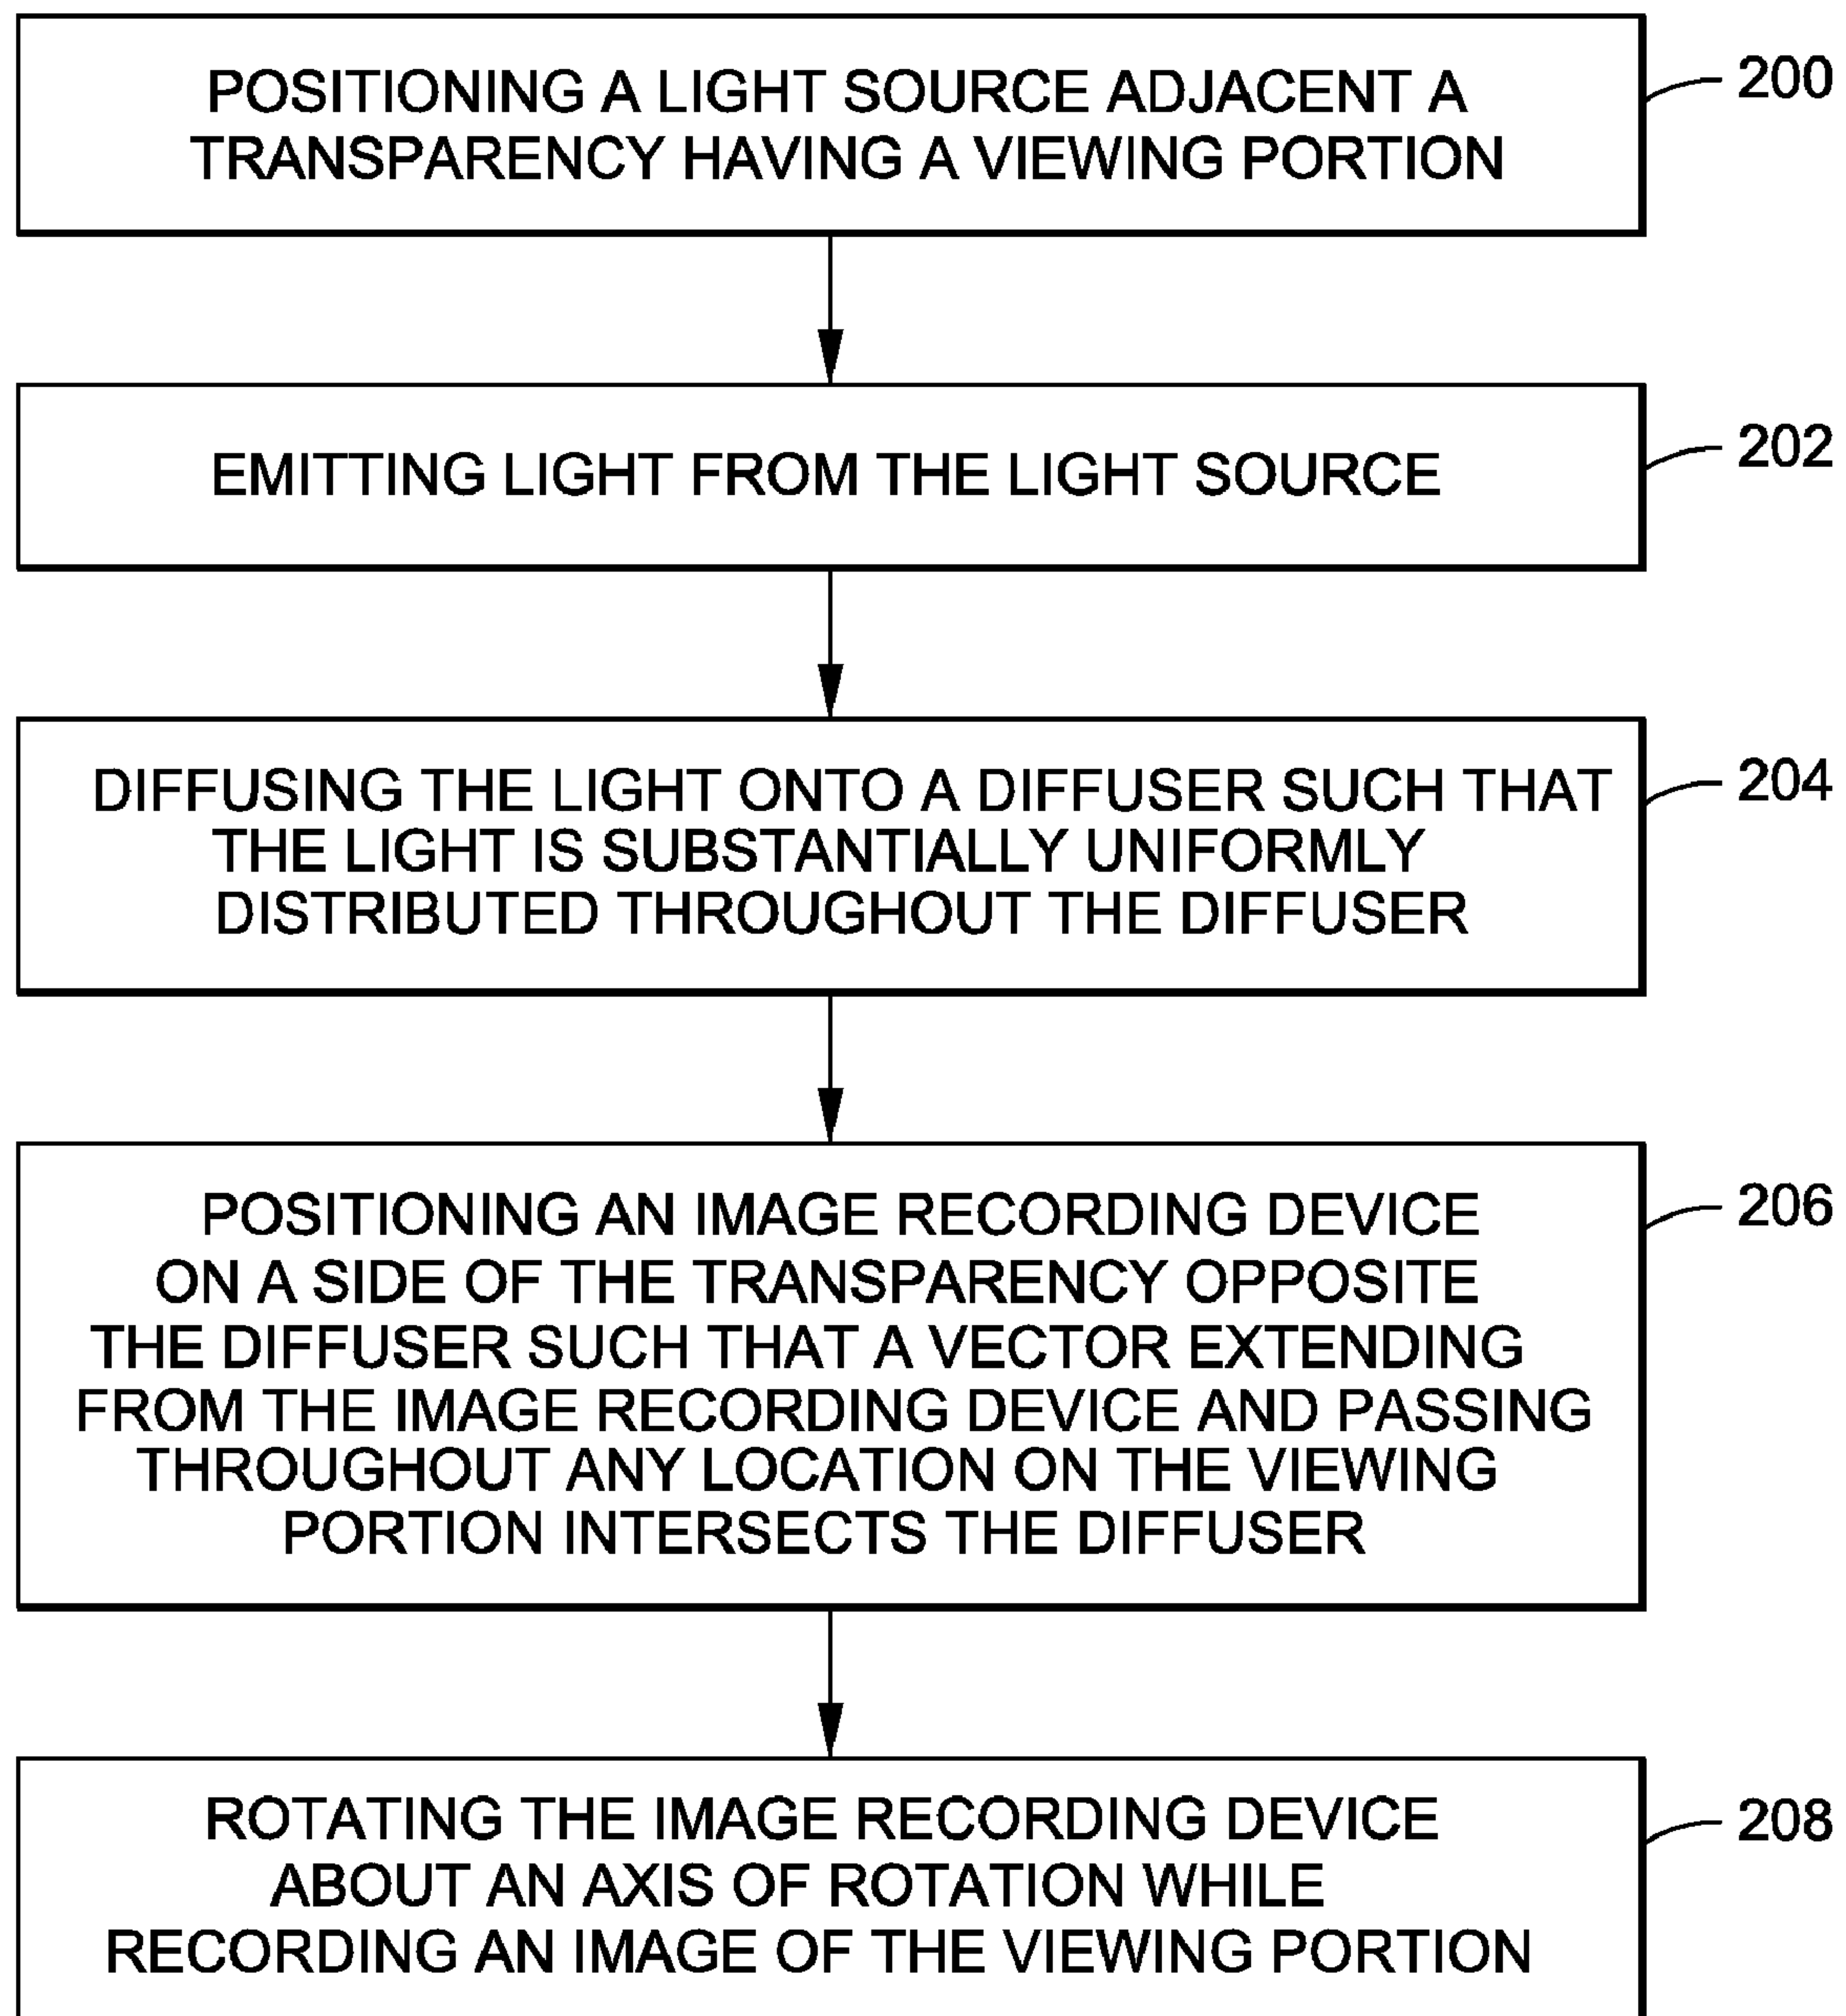 POSITIONING A LIGHT SOURCE ADJACENT A
TRANSPARENCY HAVING A VIEWING PORTION
200
EMITTING LIGHT FROM THE LIGHT SOURCE
202
DIFFUSING THE LIGHT ONTO A DIFFUSER SUCH THAT
THE LIGHT IS SUBSTANTIALLY UNIFORMLY
DISTRIBUTED THROUGHOUT THE DIFFUSER
204
POSITIONING AN IMAGE RECORDING DEVICE
ON A SIDE OF THE TRANSPARENCY OPPOSITE
THE DIFFUSER SUCH THAT A VECTOR EXTENDING
FROM THE IMAGE RECORDING DEVICE AND PASSING
THROUGHOUT ANY LOCATION ON THE VIEWING
PORTION INTERSECTS THE DIFFUSER
206
ROTATING THE IMAGE RECORDING DEVICE
ABOUT AN AXIS OF ROTATION WHILE
RECORDING AN IMAGE OF THE VIEWING PORTION
208